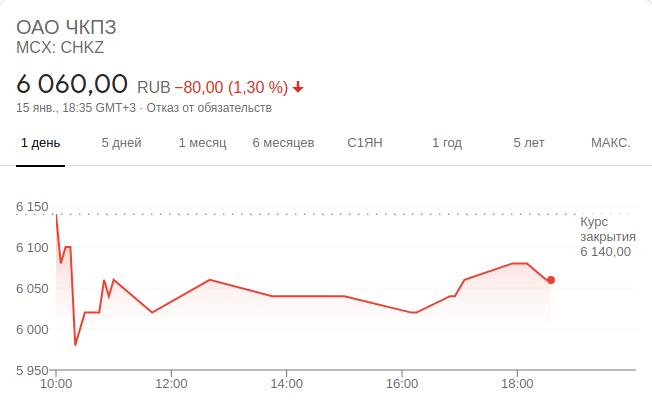 ОАО ЧКПЗ
MCX: CHKZ
6 060,00 RUB −80,00 (1,30 %)
15 янв., 18:35 GMT+3 · Отказ от обязательств
1 день 5 дней 1 месяц 6 месяцев С1ЯН 1 год 5 лет МАКС.
6 150
Курс
закрытия
6 140,00
6 100
6 050
6 000
5 950
10:00 12:00 14:00 16:00 18:00